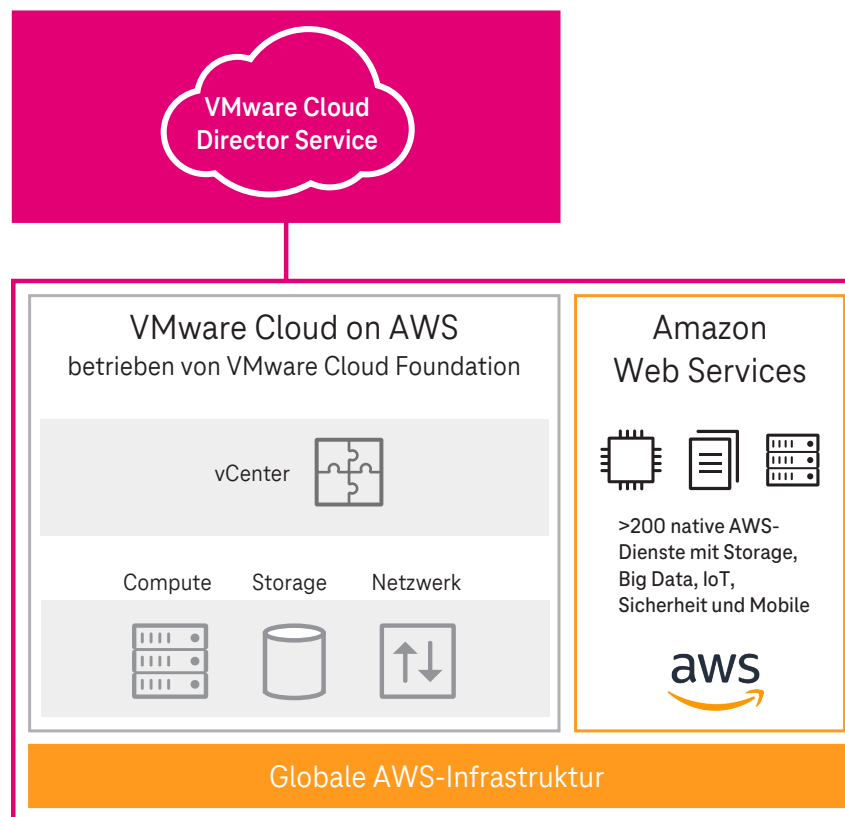 VMware Cloud
Director Service
VMware Cloud on AWS
betrieben von VMware Cloud Foundation
vCenter
Compute
Storage
Netzwerk
Amazon
Web Services
>200 native AWS-
Dienste mit Storage,
Big Data, IoT,
Sicherheit und Mobile
aws
Globale AWS-Infrastruktur